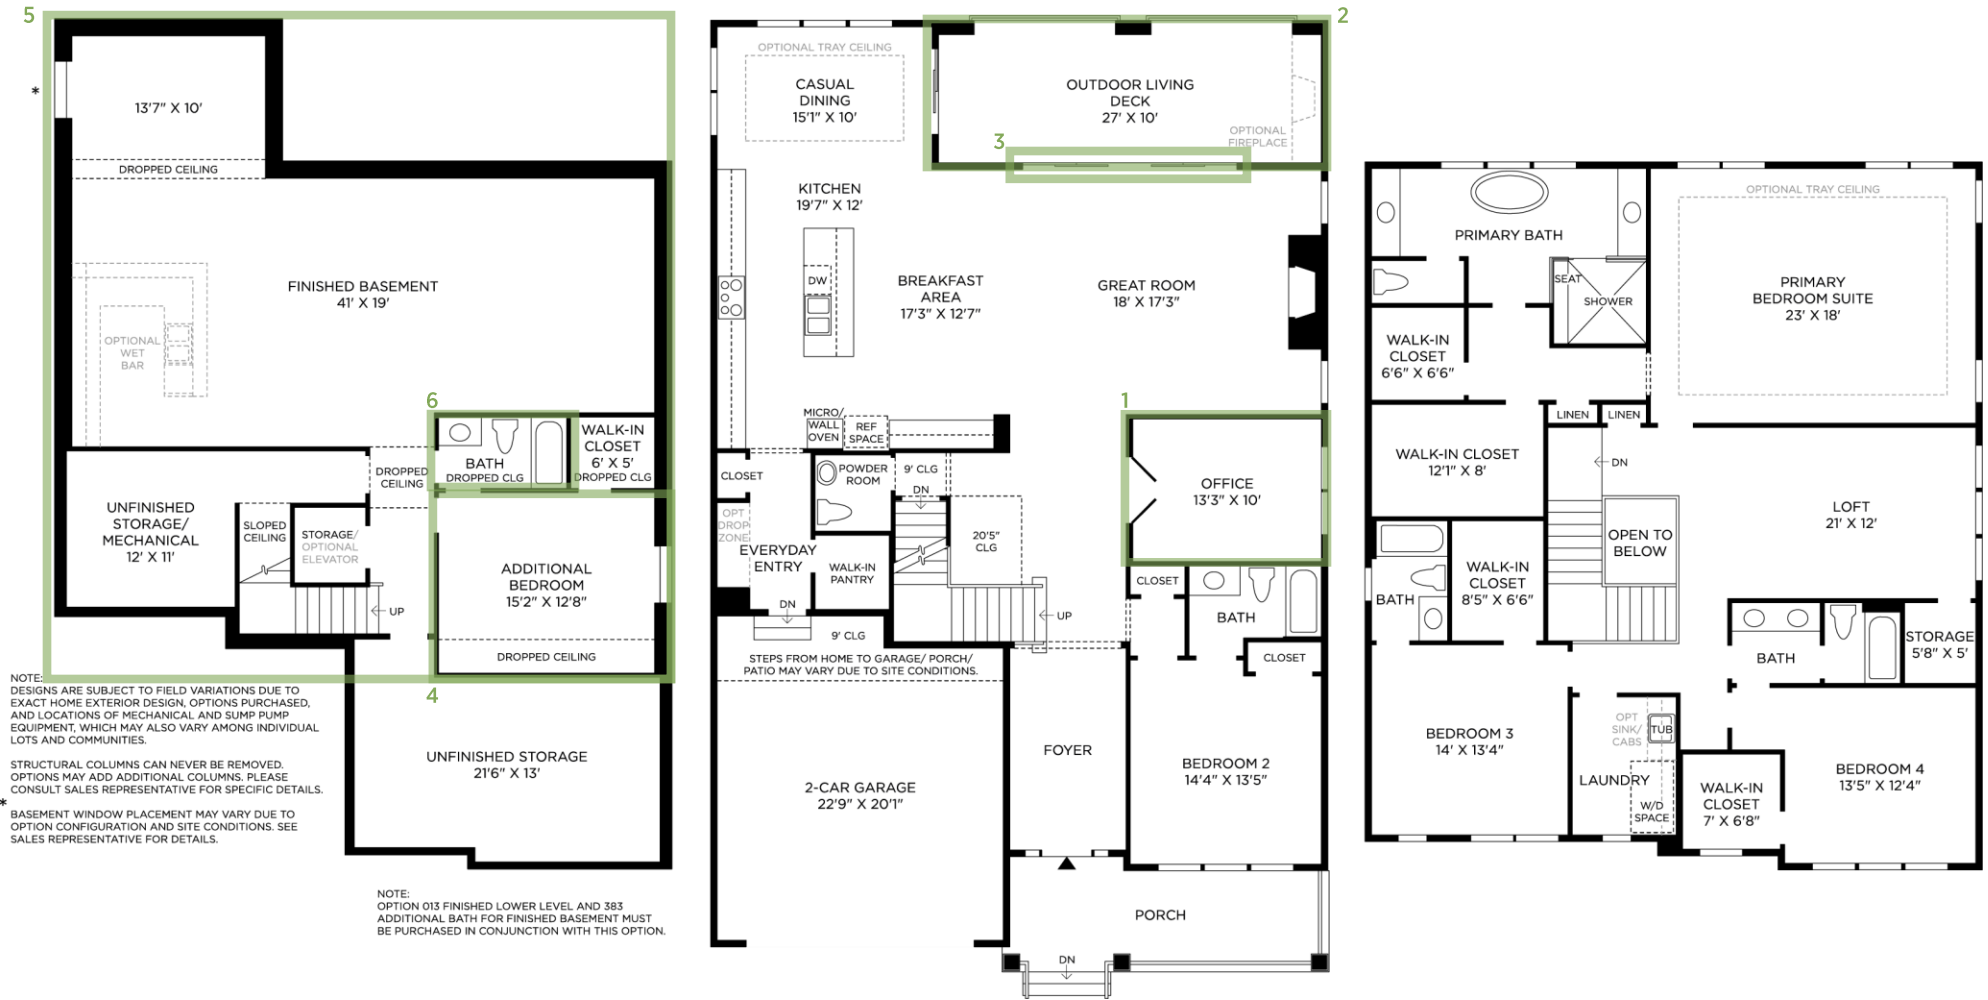 5
*
13'7" X 10'
DROPPED CEILING
FINISHED BASEMENT
41' X 19'
OPTIONAL
WET
BAR
6
BATH
DROPPED CLG
WALK-IN
CLOSET
6' X 5'
DROPPED CLG
DROPPED
CEILING
UNFINISHED
STORAGE/
MECHANICAL
12' X 11'
SLOPED
CEILING
STORAGE/
OPTIONAL
ELEVATOR
UP
ADDITIONAL
BEDROOM
15'2" X 12'8"
DROPPED CEILING
4
UNFINISHED STORAGE
21'6" X 13'
NOTE:
DESIGNS ARE SUBJECT TO FIELD VARIATIONS DUE TO
EXACT HOME EXTERIOR DESIGN, OPTIONS PURCHASED,
AND LOCATIONS OF MECHANICAL AND SUMP PUMP
EQUIPMENT, WHICH MAY ALSO VARY AMONG INDIVIDUAL
LOTS AND COMMUNITIES.
STRUCTURAL COLUMNS CAN NEVER BE REMOVED.
OPTIONS MAY ADD ADDITIONAL COLUMNS. PLEASE
CONSULT SALES REPRESENTATIVE FOR SPECIFIC DETAILS.
*
BASEMENT WINDOW PLACEMENT MAY VARY DUE TO
OPTION CONFIGURATION AND SITE CONDITIONS. SEE
SALES REPRESENTATIVE FOR DETAILS.
NOTE:
OPTION 013 FINISHED LOWER LEVEL AND 383
ADDITIONAL BATH FOR FINISHED BASEMENT MUST
BE PURCHASED IN CONJUNCTION WITH THIS OPTION.
OPTIONAL TRAY CEILING
CASUAL
DINING
15'1" X 10'
2
OUTDOOR LIVING
DECK
27' X 10'
OPTIONAL
FIREPLACE
3
KITCHEN
19'7" X 12'
DW
BREAKFAST
AREA
17'3" X 12'7"
GREAT ROOM
18' X 17'3"
MICRO/
WALL
OVEN
REF
SPACE
1
OFFICE
13'3" X 10'
CLOSET
POWDER
ROOM
9' CLG
DN
OPT
DROP
ZONE
EVERYDAY
ENTRY
WALK-IN
PANTRY
20'5"
CLG
DN
UP
9' CLG
STEPS FROM HOME TO GARAGE/ PORCH/
PATIO MAY VARY DUE TO SITE CONDITIONS.
CLOSET
BATH
CLOSET
2-CAR GARAGE
22'9" X 20'1"
FOYER
BEDROOM 2
14'4" X 13'5"
PORCH
DN
PRIMARY BATH
SEAT
SHOWER
OPTIONAL TRAY CEILING
PRIMARY
BEDROOM SUITE
23' X 18'
WALK-IN
CLOSET
6'6" X 6'6"
LINEN
LINEN
WALK-IN CLOSET
12'1" X 8'
DN
LOFT
21' X 12'
OPEN TO
BELOW
BATH
WALK-IN
CLOSET
8'5" X 6'6"
BATH
STORAGE
5'8" X 5'
BEDROOM 3
14' X 13'4"
OPT
SINK/
CABS
TUB
LAUNDRY
W/D
SPACE
WALK-IN
CLOSET
7' X 6'8"
BEDROOM 4
13'5" X 12'4"